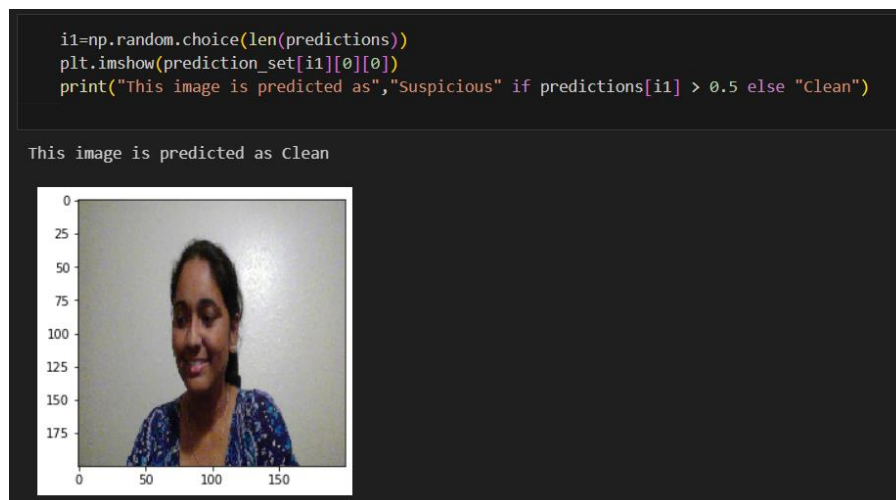 i1=np.random.choice(len(predictions))
plt.imshow(prediction_set[i1][0][0])
print("This image is predicted as","Suspicious" if predictions[i1] > 0.5 else "Clean")
This image is predicted as Clean
0
25
50
75
100
125
150
175
0 50 100 150